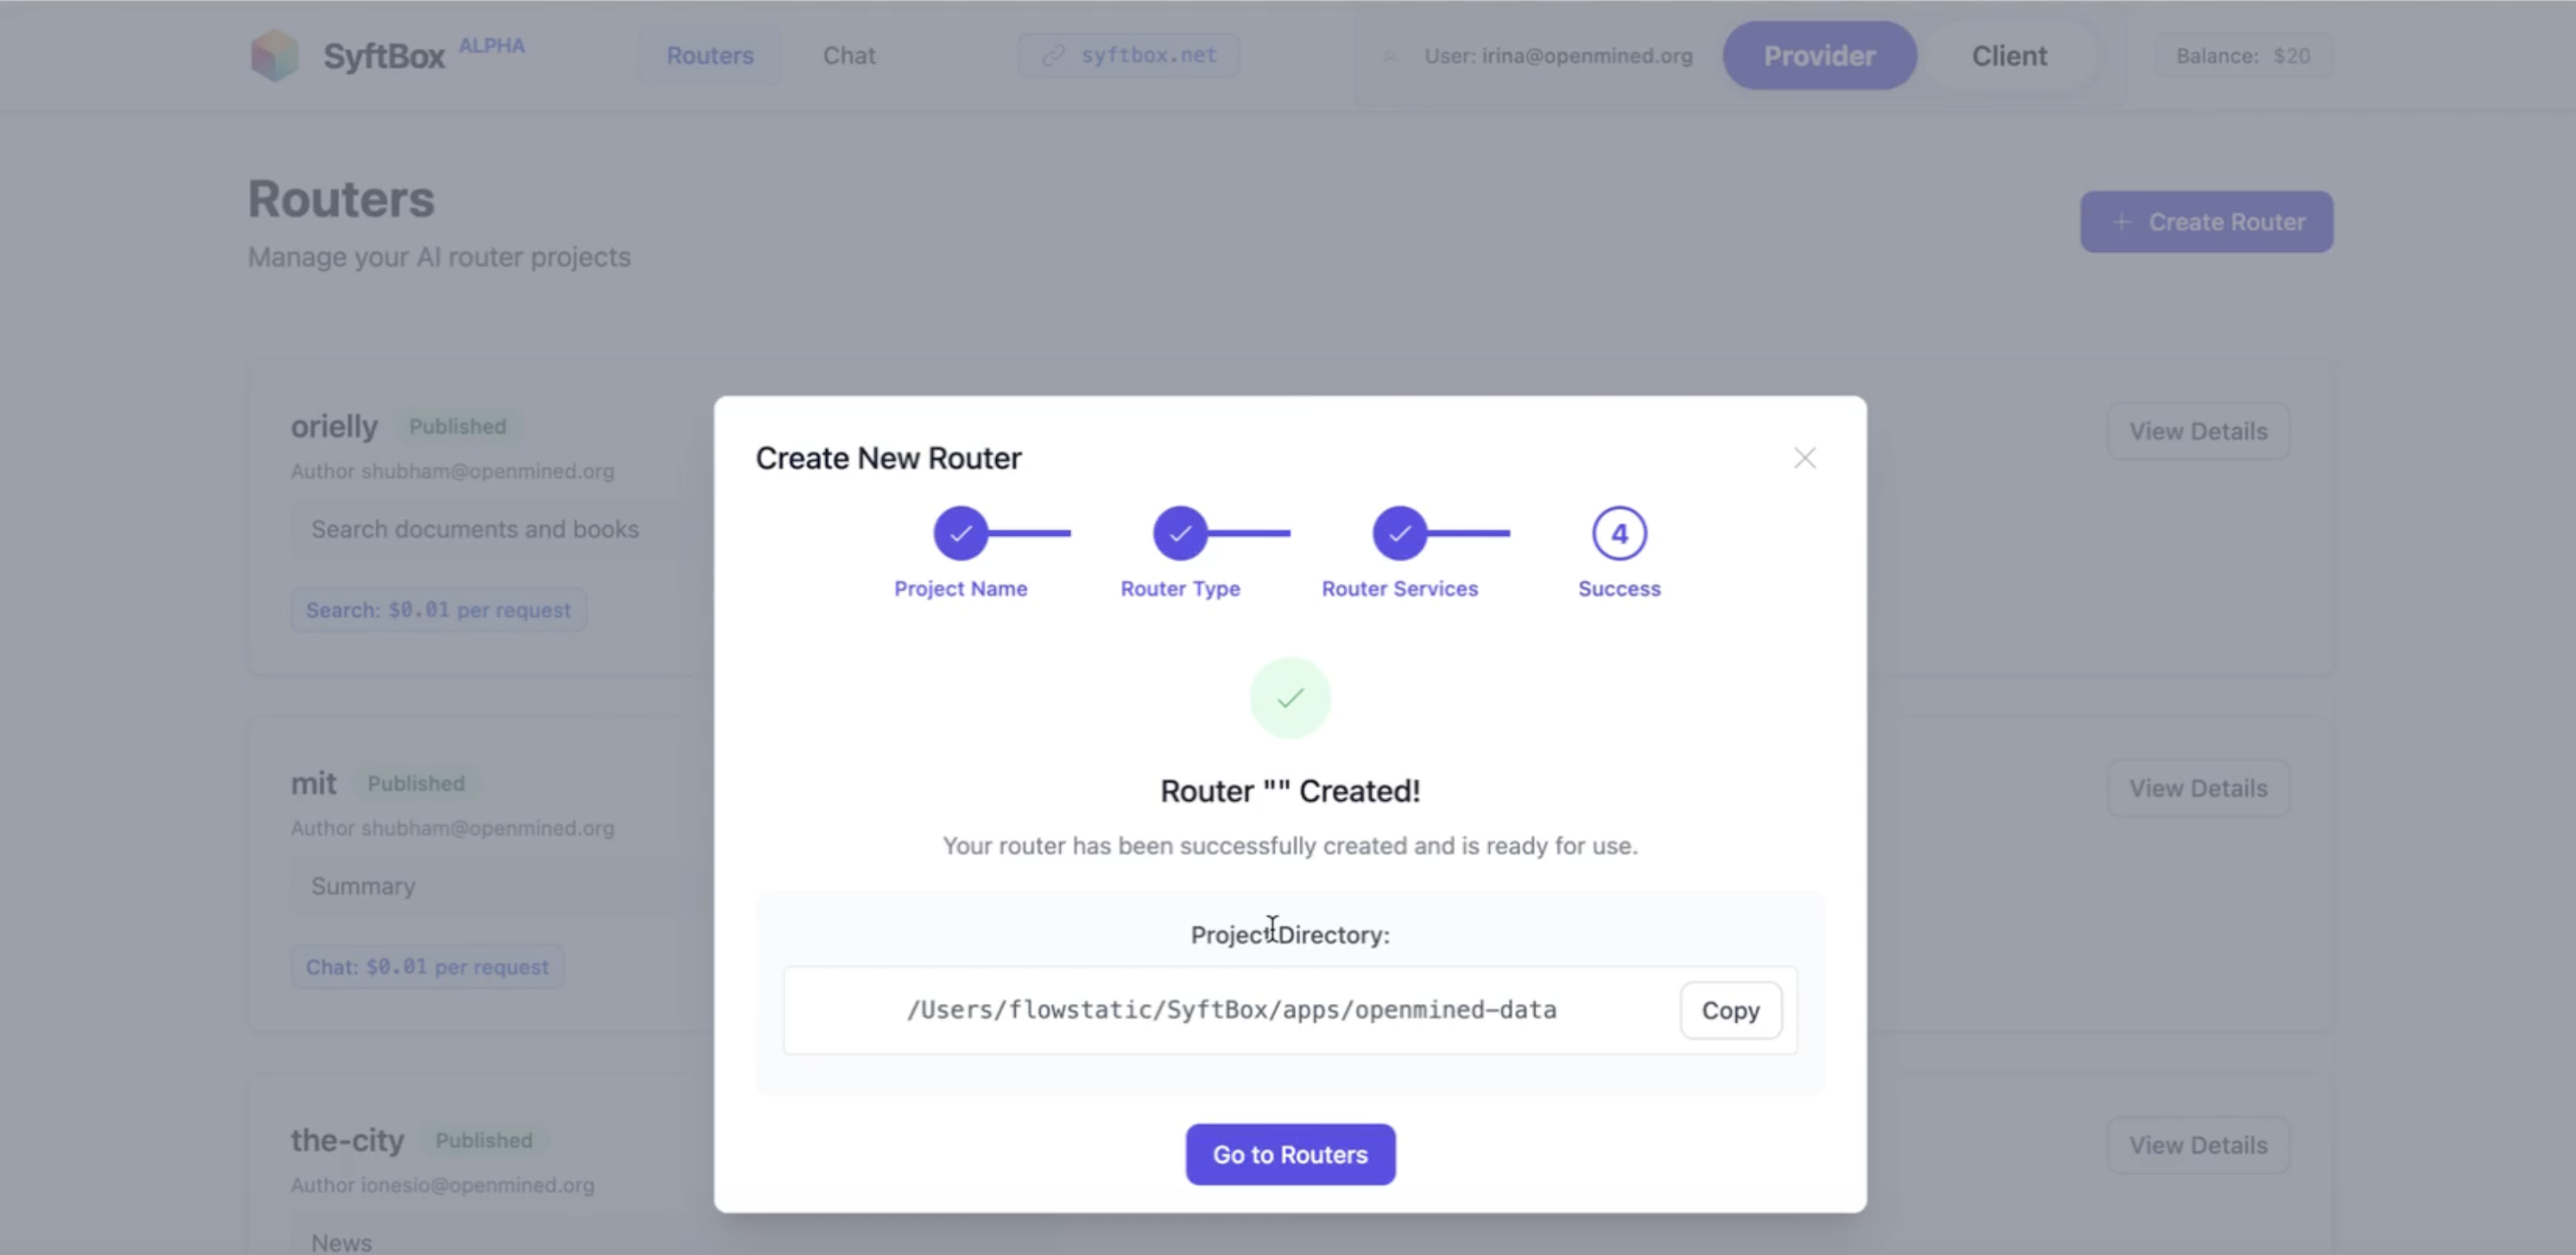 SyftBox ALPHA
Routers
Chat
syftbox.net
User: irina@openmined.org
Provider
Client
Balance: $20
Routers
Manage your AI router projects
+ Create Router
orielly Published
Author shubham@openmined.org
Search documents and books
Search: $0.01 per request
View Details
mit Published
Author shubham@openmined.org
Summary
Chat: $0.01 per request
View Details
the-city Published
Author ionesio@openmined.org
News
View Details
Create New Router
4
Project Name
Router Type
Router Services
Success
Router "" Created!
Your router has been successfully created and is ready for use.
Project Directory:
/Users/flowstatic/SyftBox/apps/openmined-data
Copy
Go to Routers